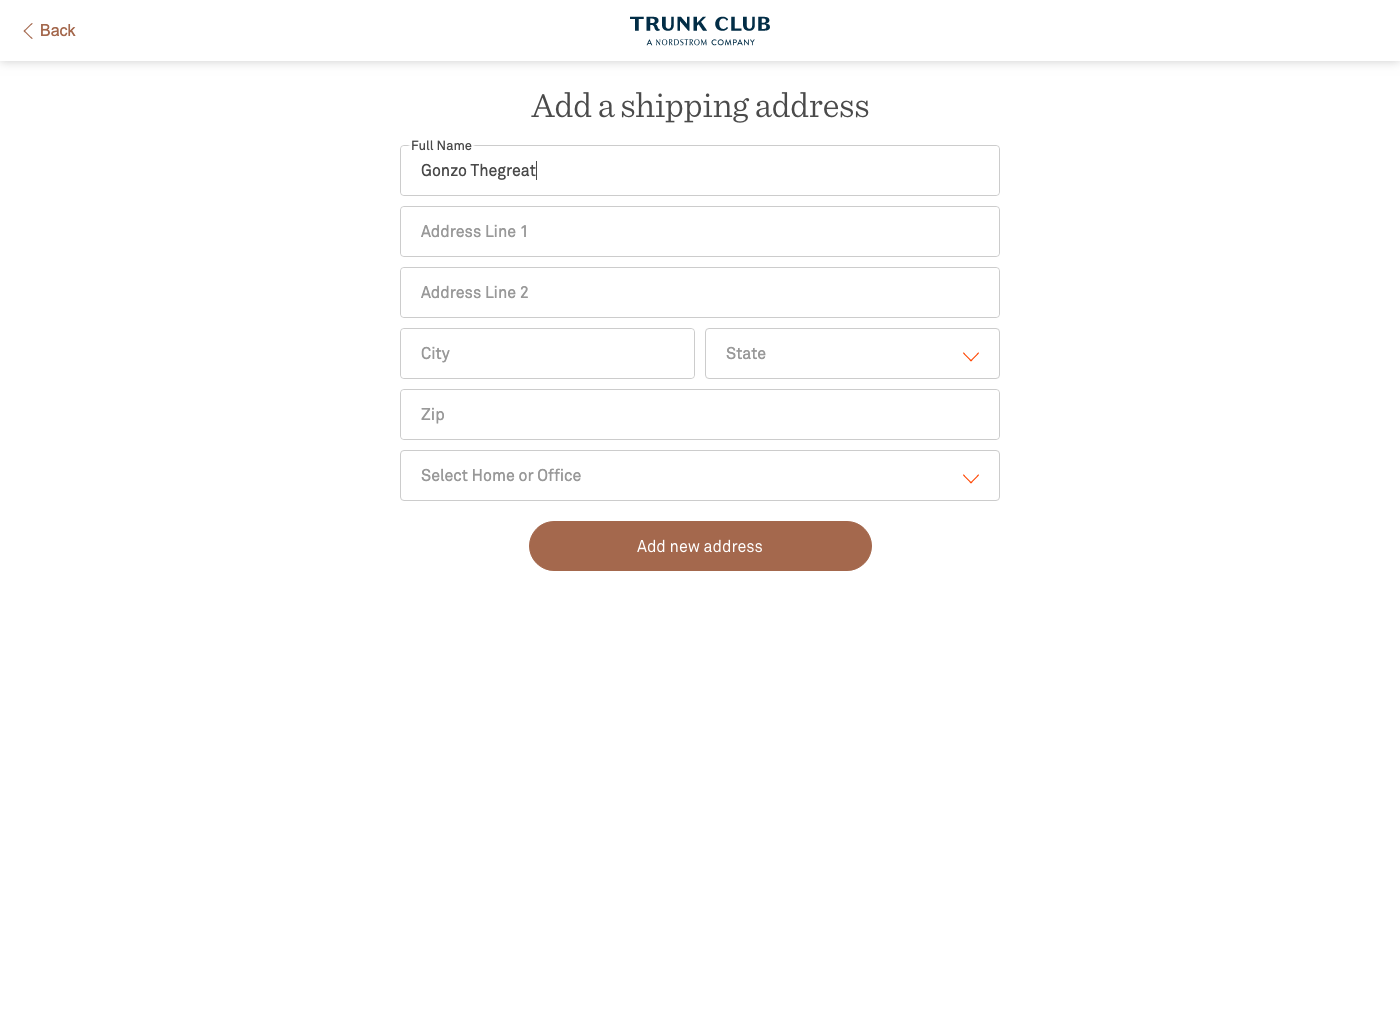 Back
TRUNK CLUB
A NORDSTROM COMPANY
Add a shipping address
Full Name
Gonzo Thegreat
Address Line 1
Address Line 2
City
State
Zip
Select Home or Office
Add new address